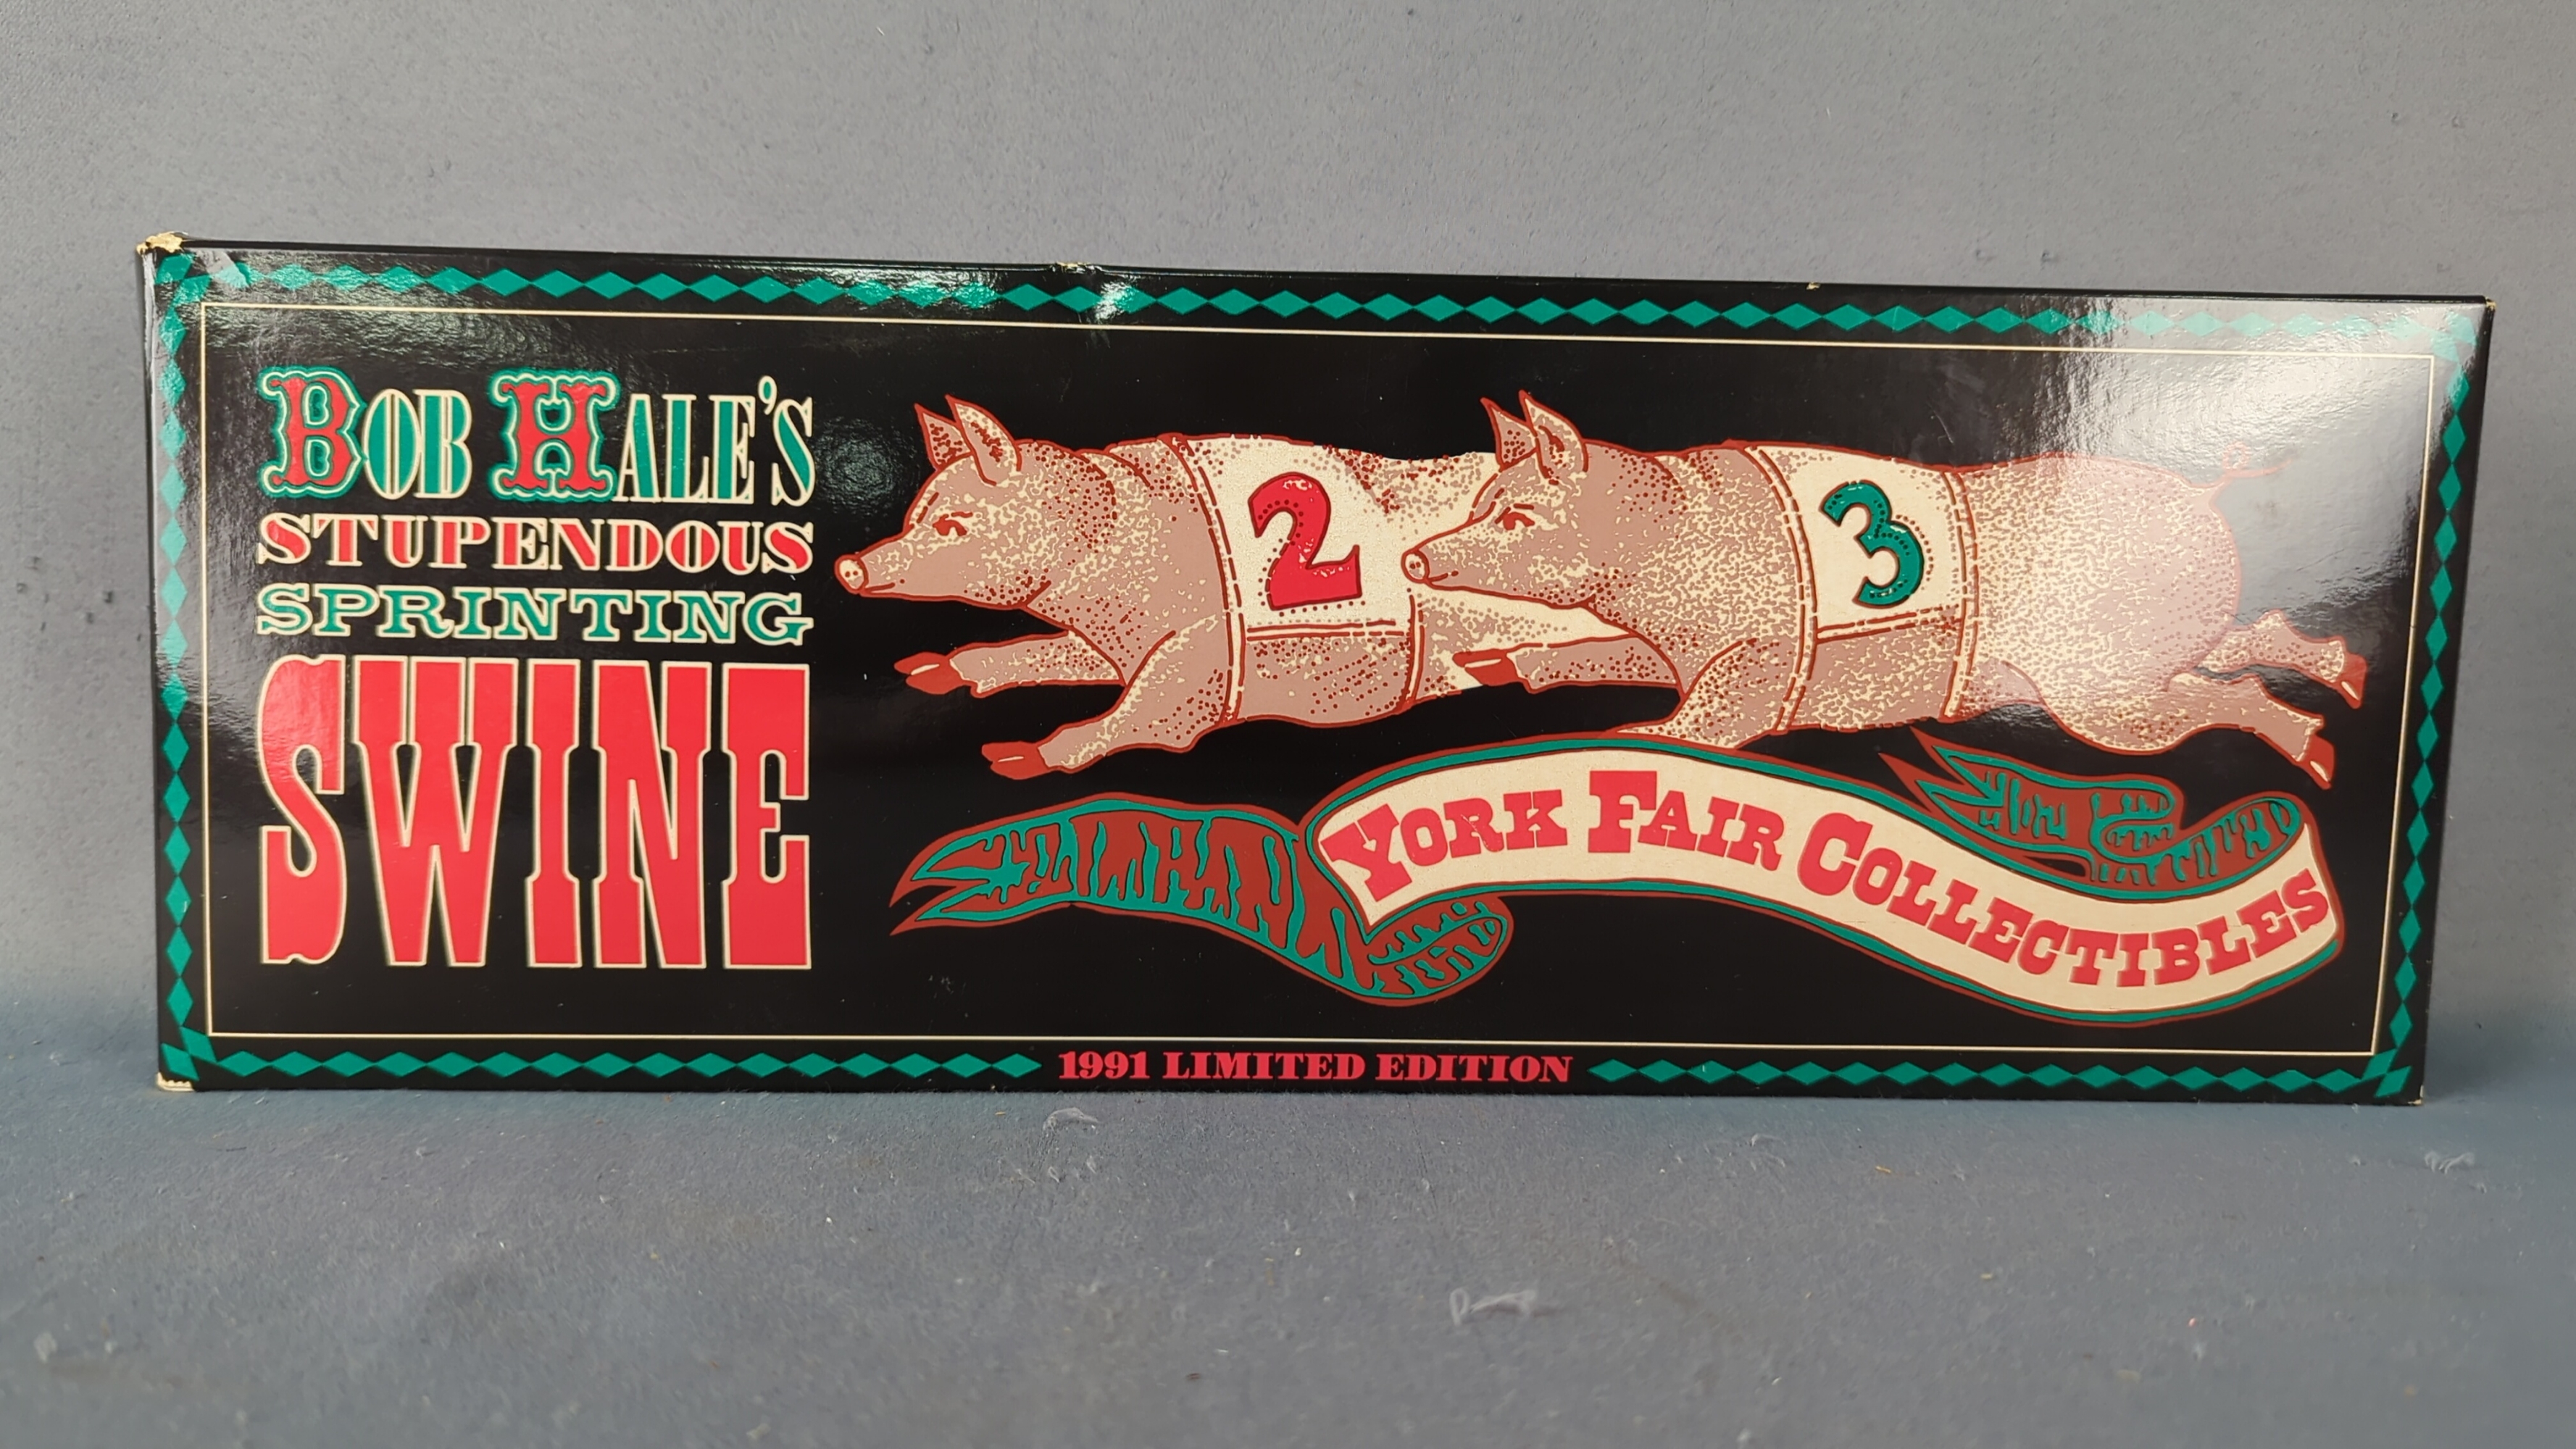 BOB HALE'S
STUPENDOUS
SPRINTING
SWINE
2
3
YORK FAIR COLLECTIBLES
1991 LIMITED EDITION